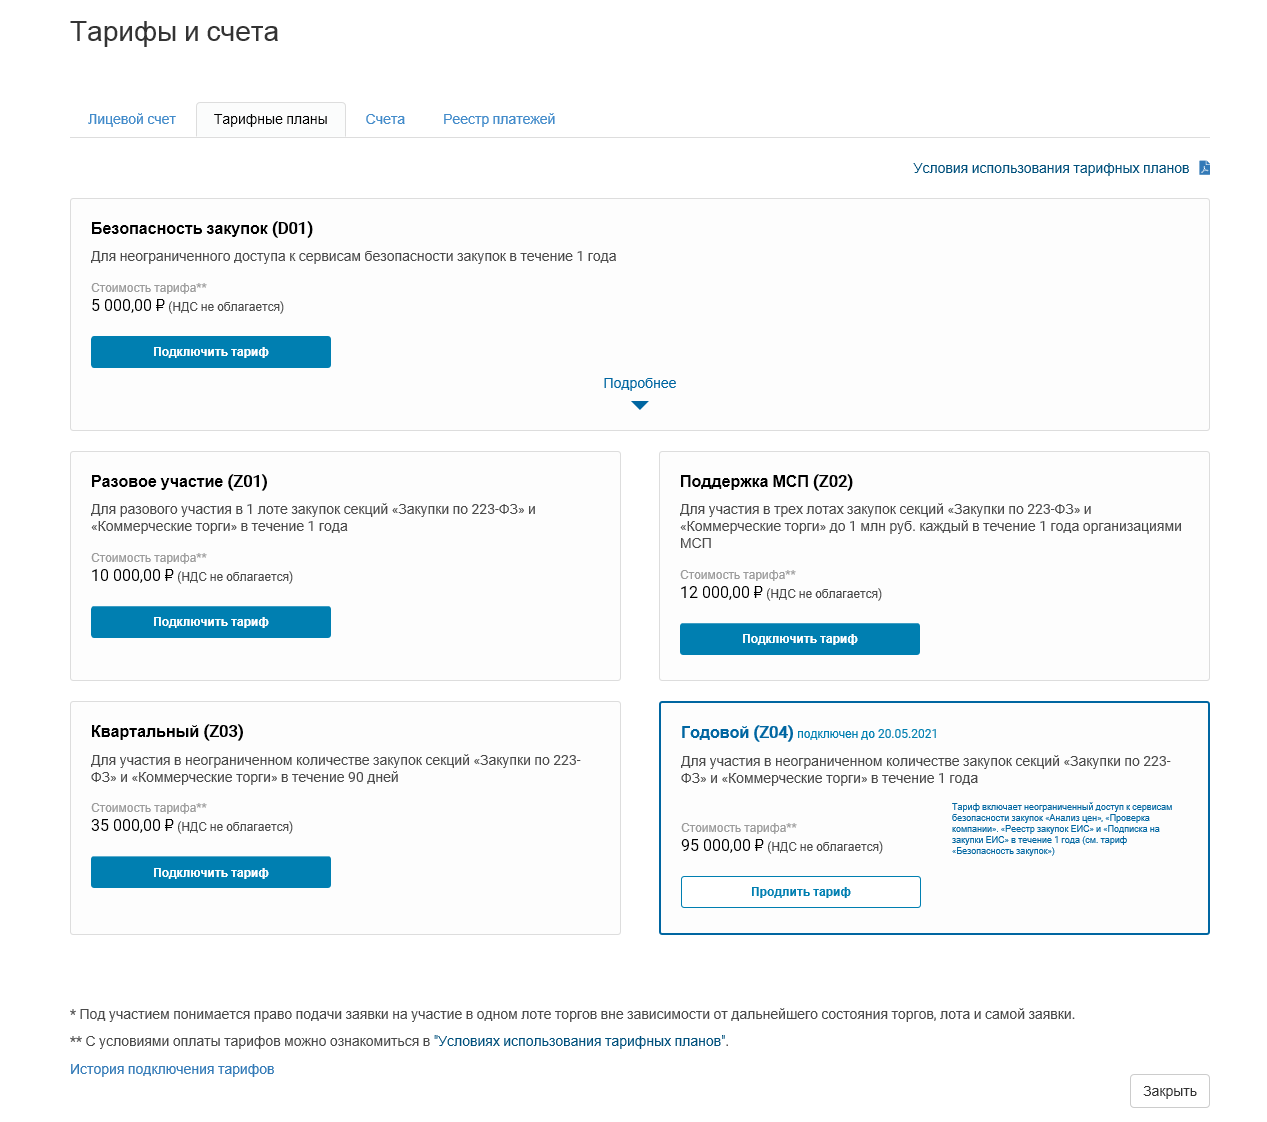 Тарифы и счета
Лицевой счет
Тарифные планы
Счета
Реестр платежей
Условия использования тарифных планов
Безопасность закупок (D01)
Для неограниченного доступа к сервисам безопасности закупок в течение 1 года
Стоимость тарифа**
5 000,00 ₽ (НДС не облагается)
Подключить тариф
Подробнее
Разовое участие (Z01)
Для разового участия в 1 лоте закупок секций «Закупки по 223-ФЗ» и
«Коммерческие торги» в течение 1 года
Стоимость тарифа**
10 000,00 ₽ (НДС не облагается)
Подключить тариф
Поддержка МСП (Z02)
Для участия в трех лотах закупок секций «Закупки по 223-ФЗ» и
«Коммерческие торги» до 1 млн руб. каждый в течение 1 года организациями
МСП
Стоимость тарифа**
12 000,00 ₽ (НДС не облагается)
Подключить тариф
Квартальный (Z03)
Для участия в неограниченном количестве закупок секций «Закупки по 223-
ФЗ» и «Коммерческие торги» в течение 90 дней
Стоимость тарифа**
35 000,00 ₽ (НДС не облагается)
Подключить тариф
Годовой (Z04) подключен до 20.05.2021
Для участия в неограниченном количестве закупок секций «Закупки по 223-
ФЗ» и «Коммерческие торги» в течение 1 года
Стоимость тарифа**
95 000,00 ₽ (НДС не облагается)
Тариф включает неограниченный доступ к сервисам
безопасности закупок «Анализ цен», «Проверка
компании», «Реестр закупок ЕИС» и «Подписка на
закупки ЕИС» в течение 1 года (см. тариф
«Безопасность закупок»)
Продлить тариф
* Под участием понимается право подачи заявки на участие в одном лоте торгов вне зависимости от дальнейшего состояния торгов, лота и самой заявки.
** С условиями оплаты тарифов можно ознакомиться в "Условиях использования тарифных планов".
История подключения тарифов
Закрыть